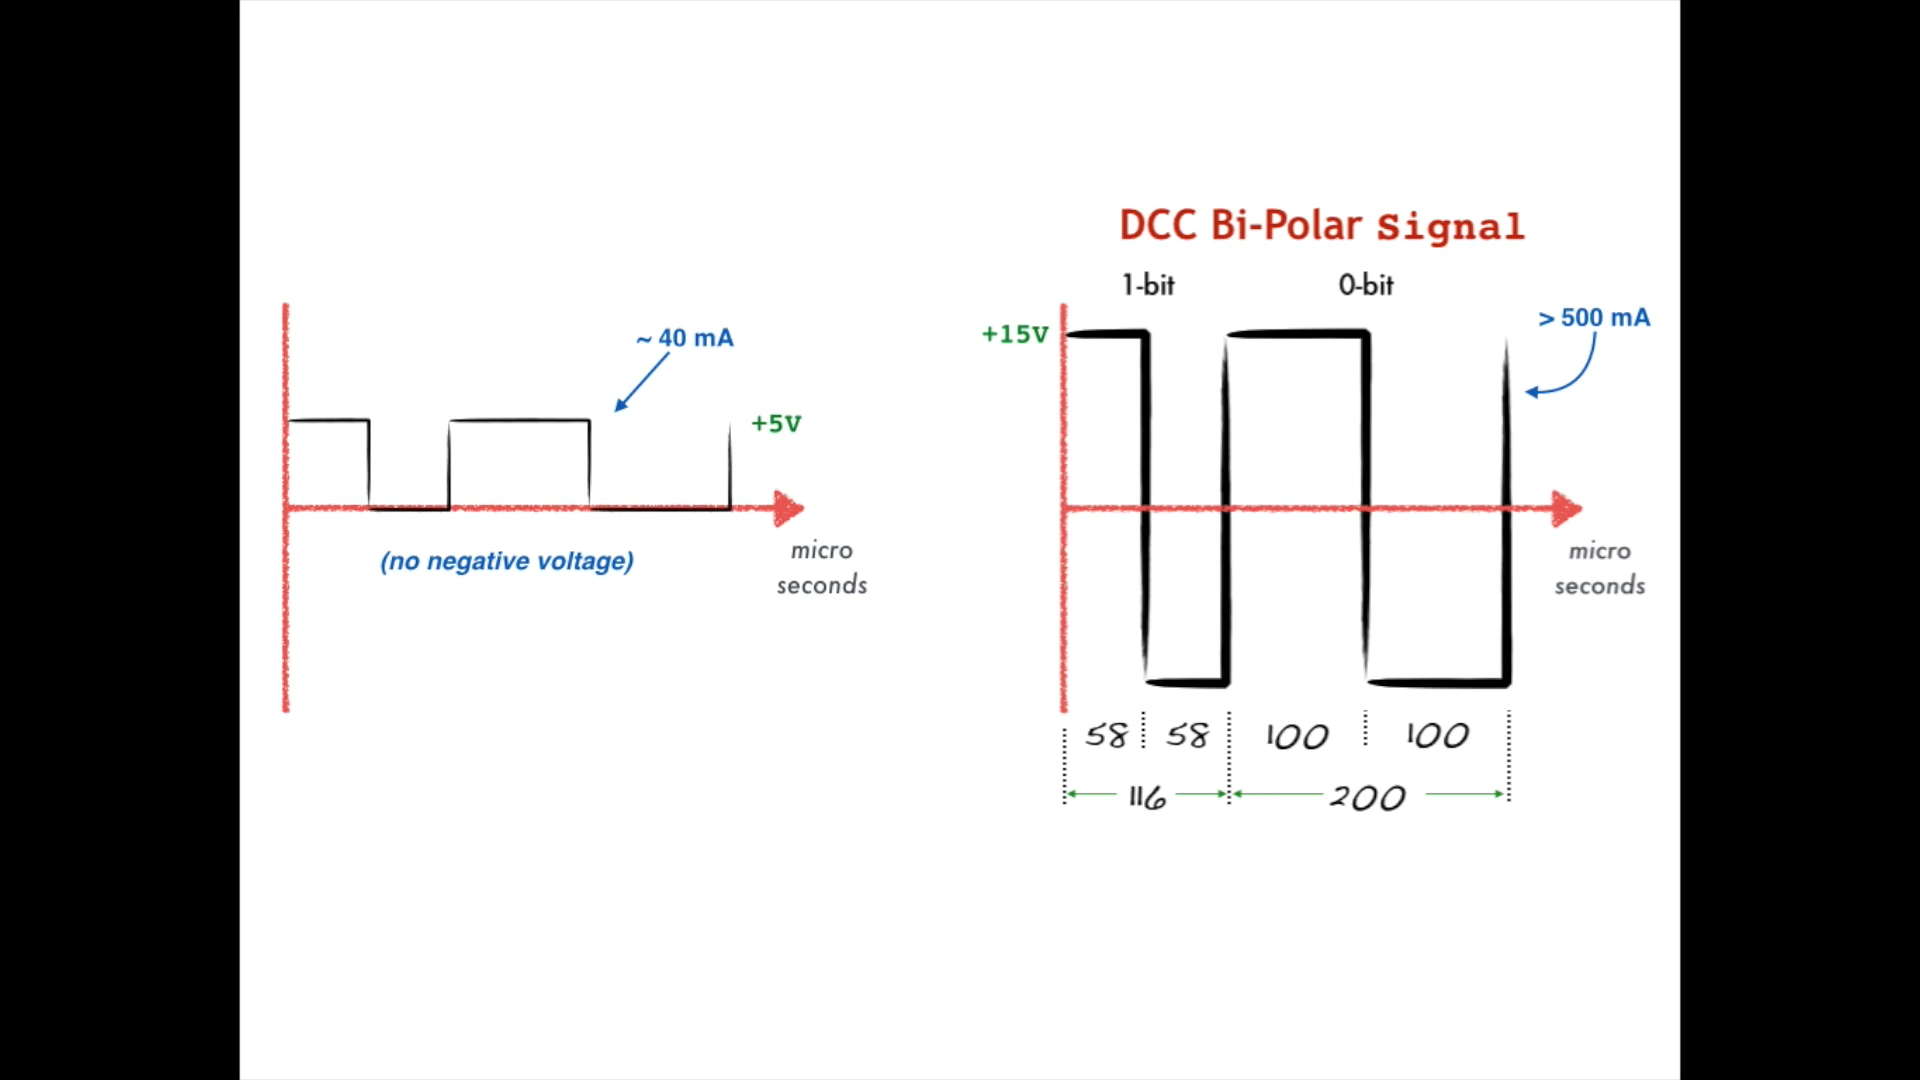 ~ 40 mA
+5V
(no negative voltage)
micro
seconds
DCC Bi-Polar Signal
1-bit
0-bit
+15V
> 500 mA
micro
seconds
58 58 100 100
116 200